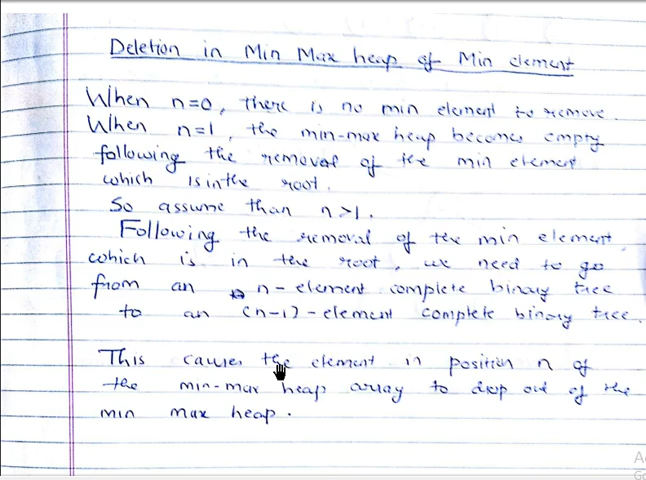 Deletion in Min Max heap of Min element
When n=0, there is no min element to remove.
When n=1, the min-max heap becomes empty
following the removal of the min element
which is in the root.
So assume than n>1.
Following the removal of the min element,
which is in the root, we need to go
from an n-element complete binary tree
to an (n-1)-element complete binary tree.
This causes the element in position n of
the min-max heap array to drop out of the
min max heap.